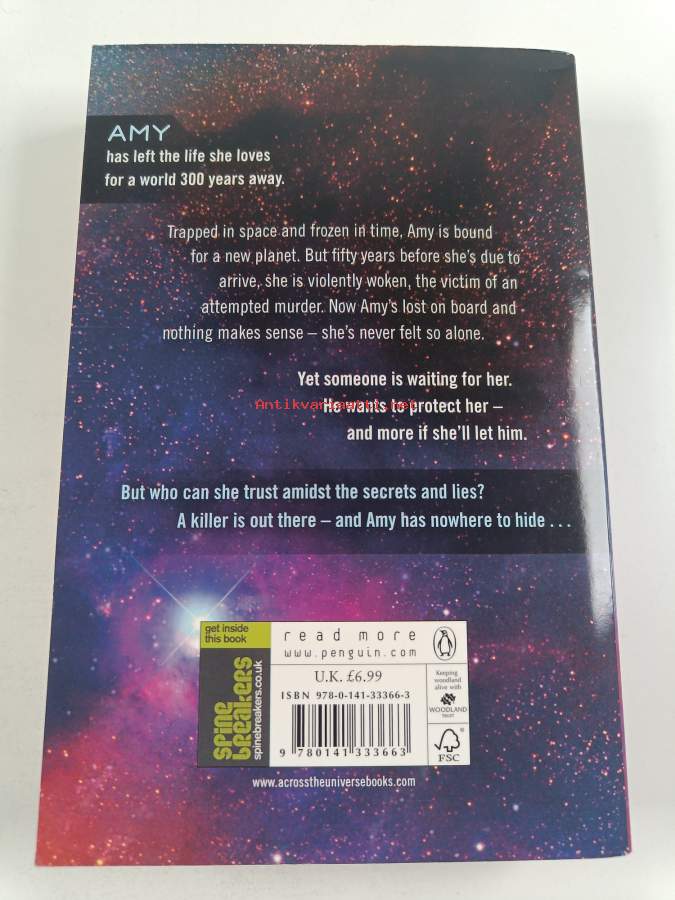 AMY
has left the life she loves
for a world 300 years away.
Trapped in space and frozen in time, Amy is bound
for a new planet. But fifty years before she's due to
arrive, she is violently woken, the victim of an
attempted murder. Now Amy's lost on board and
nothing makes sense – she's never felt so alone.
Yet someone is waiting for her.
Antikvariaatti.net
He wants to protect her –
and more if she'll let him.
But who can she trust amidst the secrets and lies?
A killer is out there – and Amy has nowhere to hide . . .
get inside
this book
spine
breakers
spinebreakers.co.uk
read more
www.penguin.com
U.K. £6.99
ISBN 978-0-141-33366-3
9 780141 333663
Keeping
woodland
alive with
WOODLAND
TRUST
FSC
®
www.acrosstheuniversebooks.com